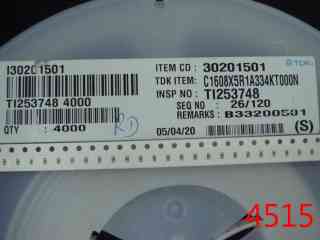 I30201501
ITEM CD : 30201501
TDK
TDK ITEM: C1608X5R1A334KT000N
INSP NO : TI253748
TI253748 4000
SEQ NO : 26/120
REMARKS : B33200501
QTY : 4000
RD
05/04/20
(S)
4515